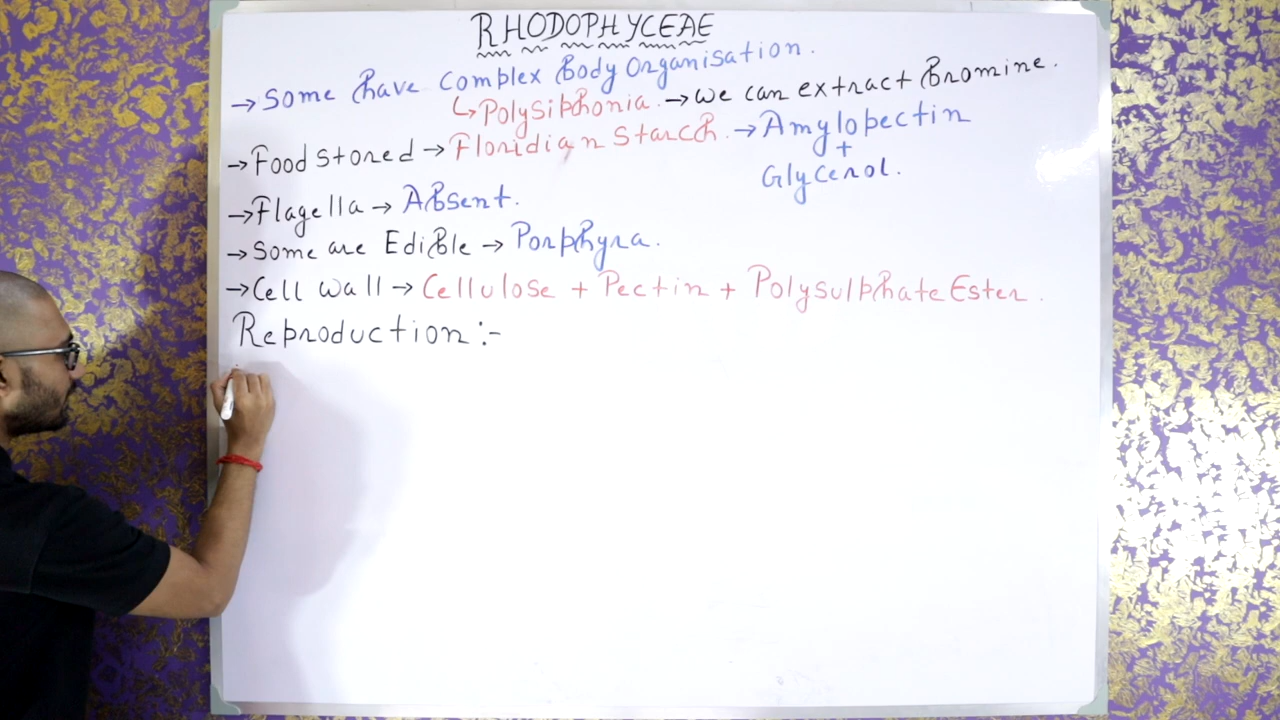 RHODOPHYCEAE
→ Some have Complex Body Organisation.
↳ Polysiphonia. → we can extract Bromine.
→ Food Stored → Floridian Starch. → Amylopectin
+
Glycerol.
→ Flagella → Absent.
→ Some are Edible → Porphyra.
→ Cell wall → Cellulose + Pectin + Polysulphate Ester.
Reproduction :-